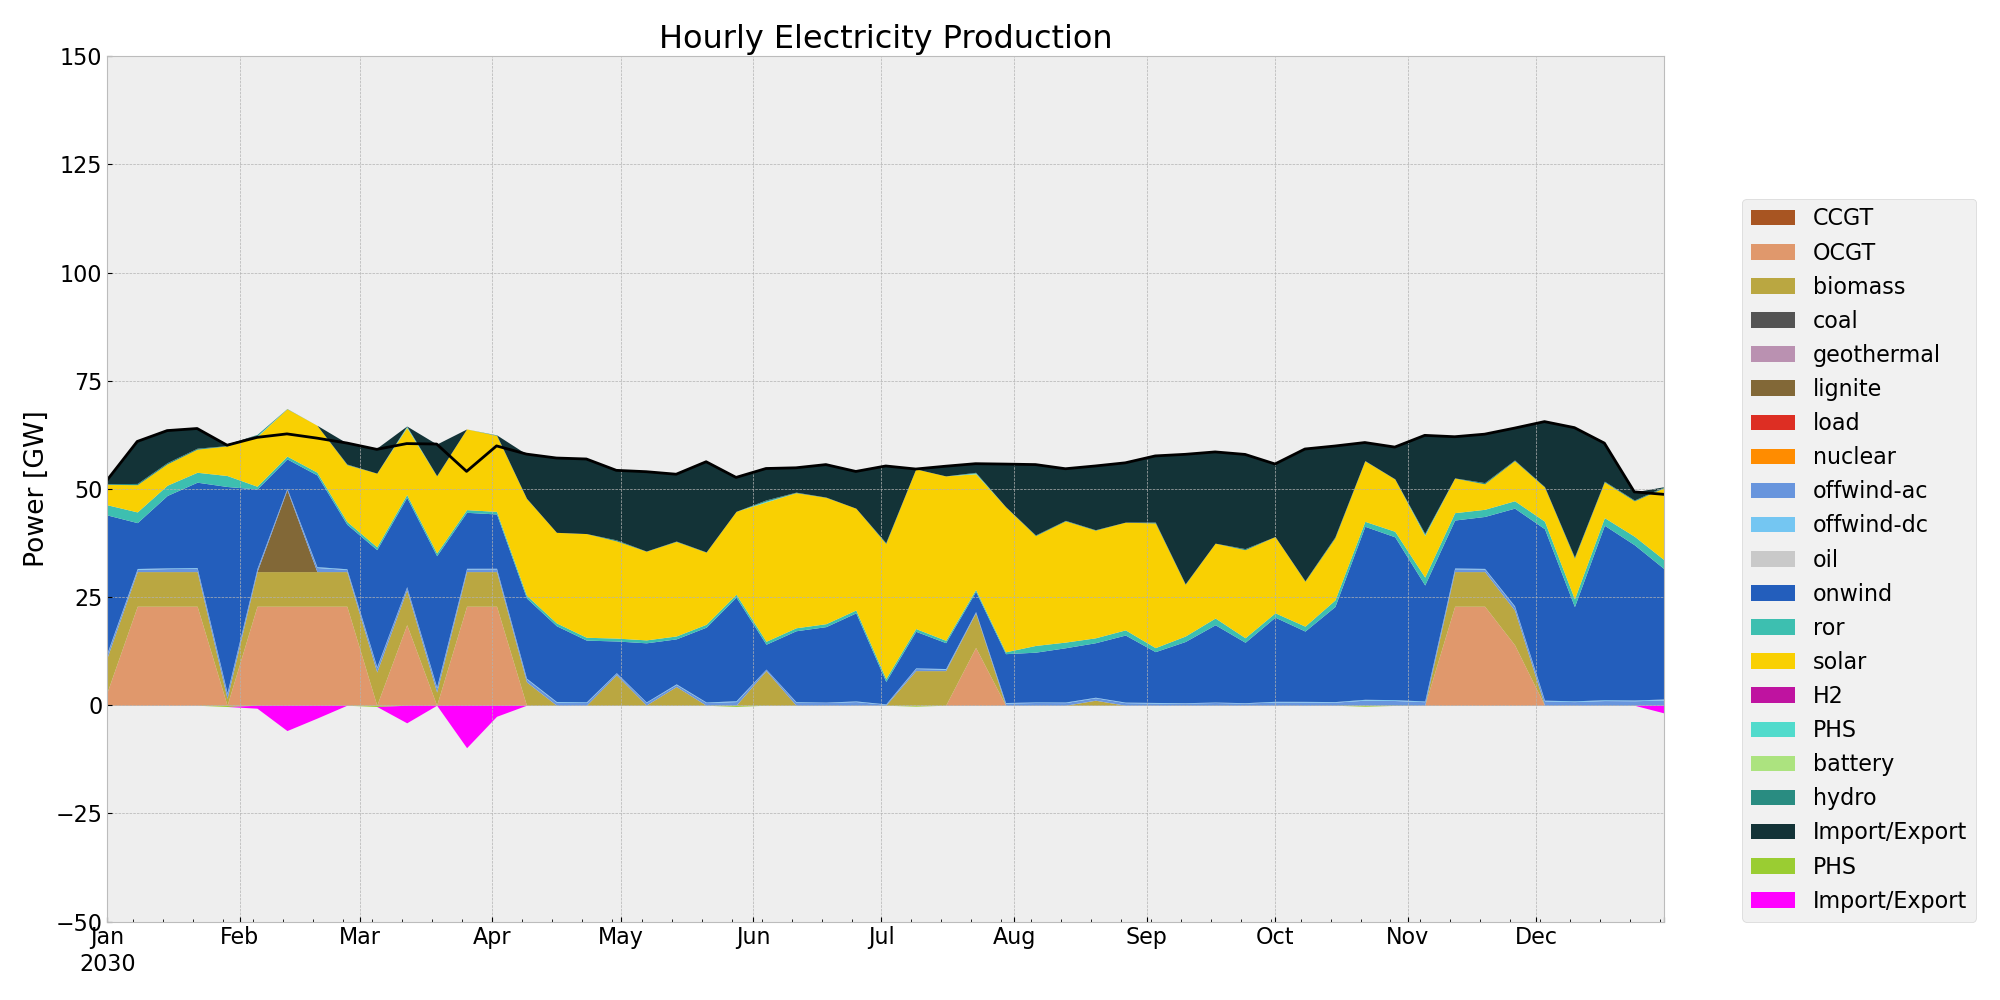 Hourly Electricity Production
Power [GW]
150
125
100
75
50
25
0
−25
−50
Jan
2030
Feb
Mar
Apr
May
Jun
Jul
Aug
Sep
Oct
Nov
Dec
CCGT
OCGT
biomass
coal
geothermal
lignite
load
nuclear
offwind-ac
offwind-dc
oil
onwind
ror
solar
H2
PHS
battery
hydro
Import/Export
PHS
Import/Export